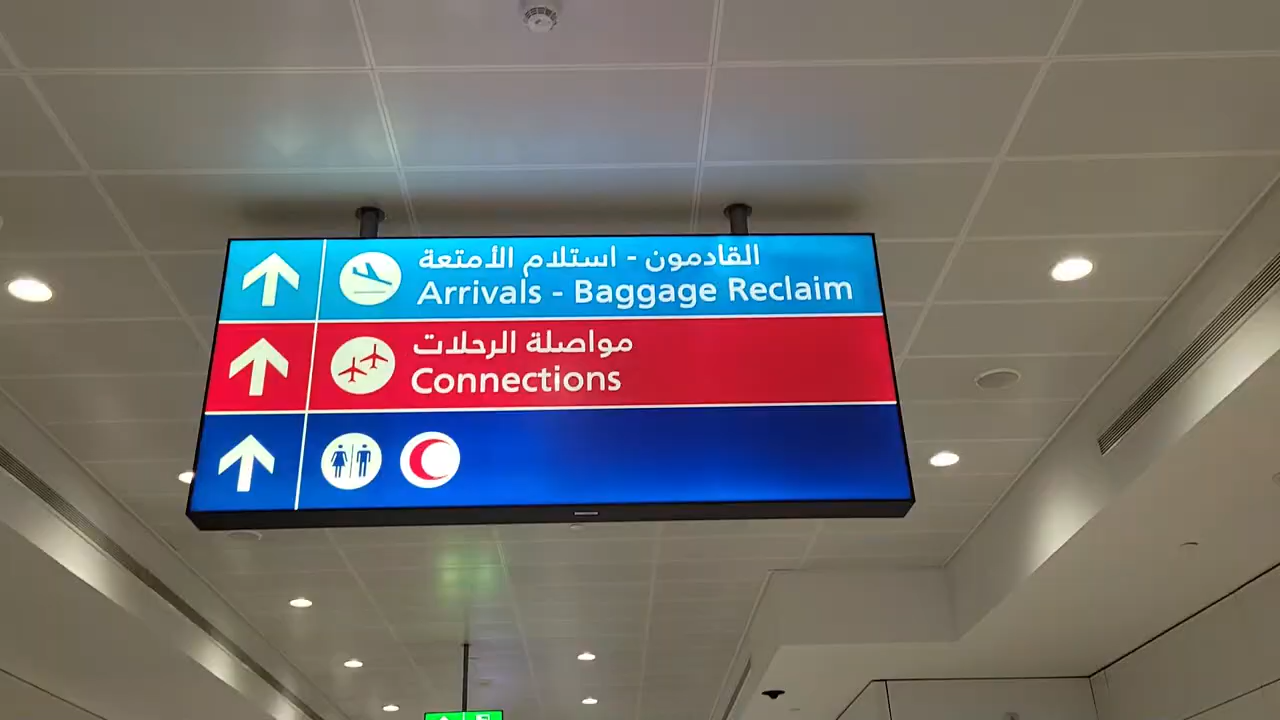 القادمون - استلام الأمتعة
Arrivals - Baggage Reclaim
مواصلة الرحلات
Connections